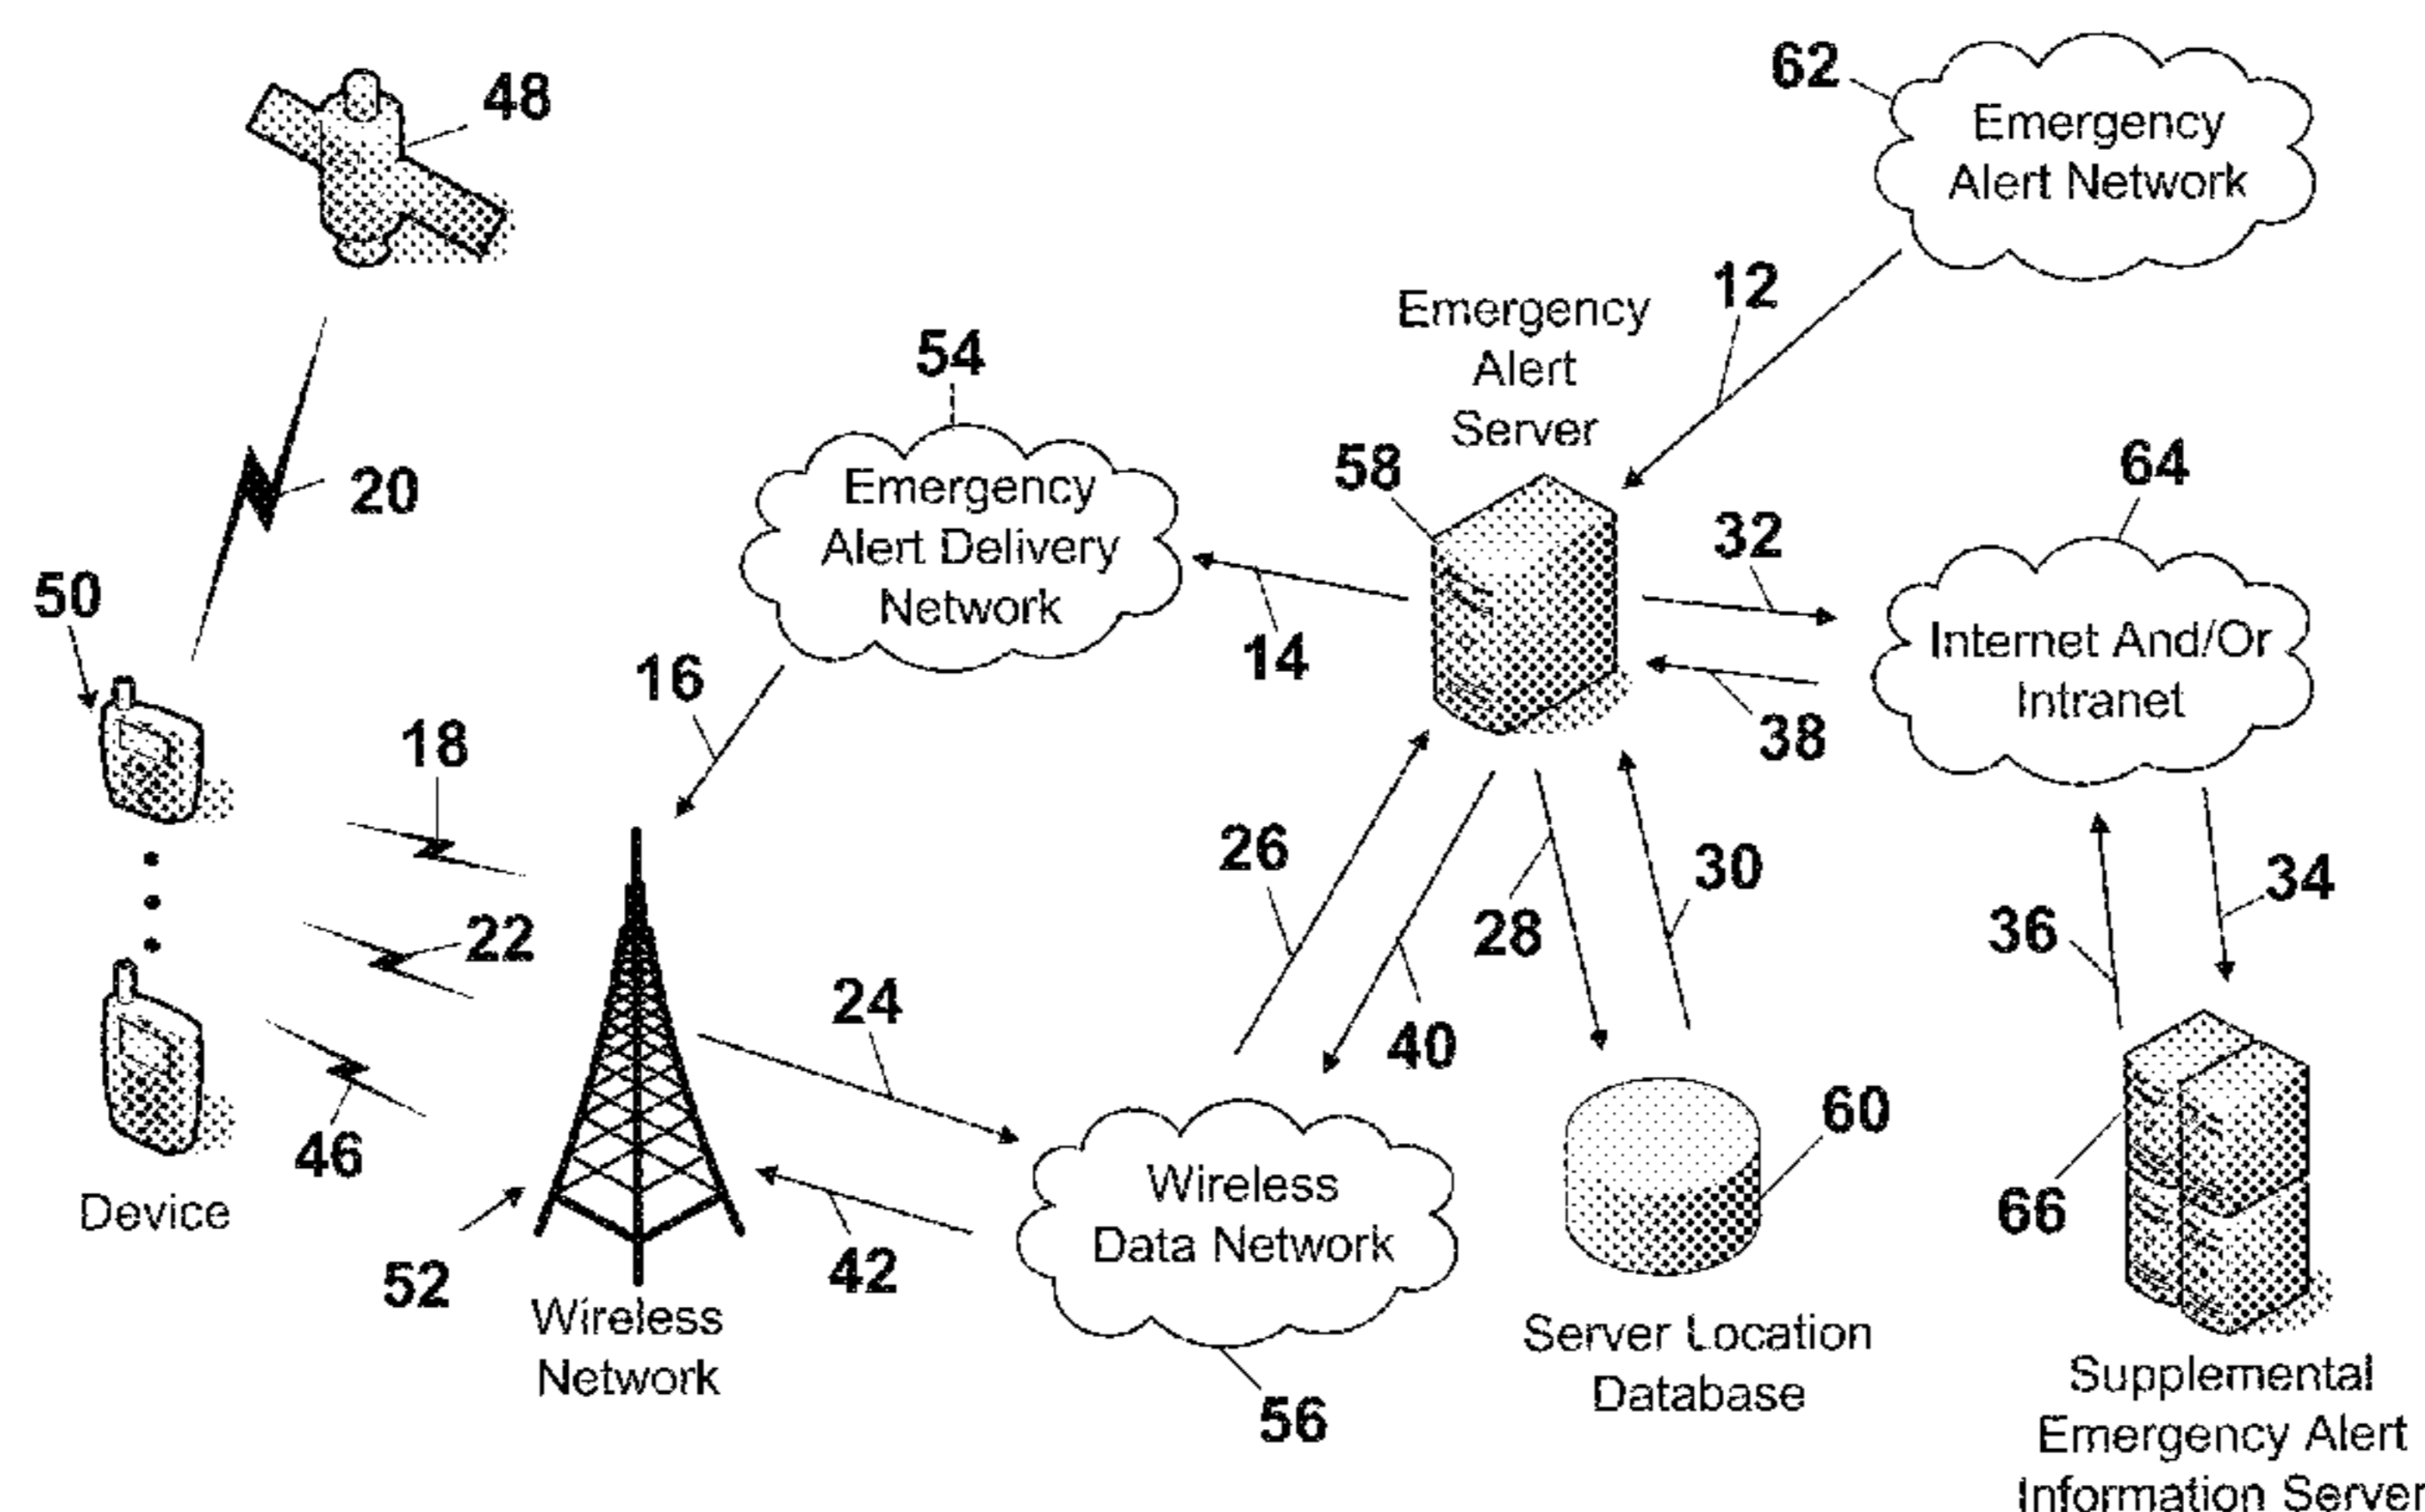 48
62
Emergency
Alert Network
12
Emergency
Alert
Server
54
58
64
20
Emergency
Alert Delivery
Network
32
50
14
Internet And/Or
Intranet
16
38
18
26
30
34
22
28
36
24
40
46
60
Wireless
Data Network
66
Device
52
42
Wireless
Network
56
Server Location
Database
Supplemental
Emergency Alert
Information Server